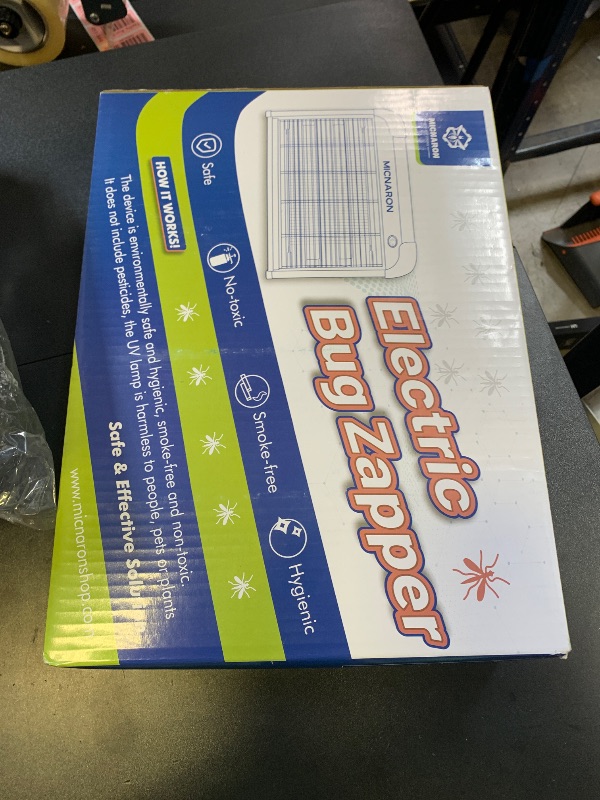 MICNARON
MICNARON
Electric
Bug Zapper
Safe
No-toxic
Smoke-free
Hygienic
HOW IT WORKS!
The device is environmentally safe and hygienic, smoke-free and non-toxic.
It does not include pesticides, the UV lamp is harmless to people, pets or plants
Safe & Effective
www.micnaronshop.com